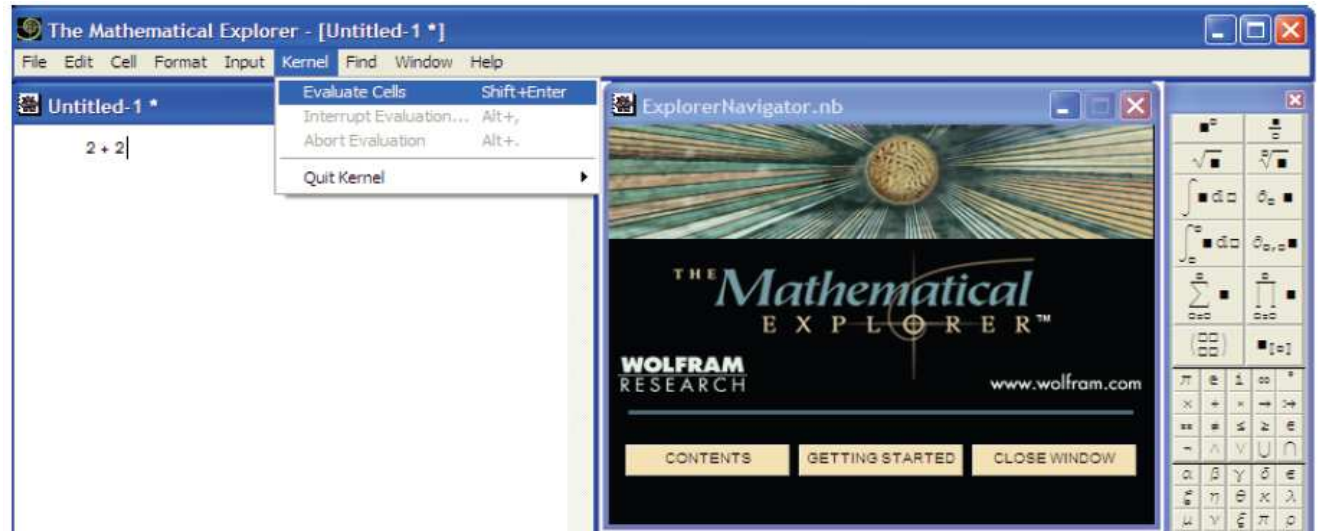 The Mathematical Explorer - [Untitled-1 *]
File Edit Cell Format Input Kernel Find Window Help
Untitled-1 *
2 + 2
Evaluate Cells Shift+Enter
Interrupt Evaluation... Alt+,
Abort Evaluation Alt+.
Quit Kernel
ExplorerNavigator.nb
THE Mathematical
EXPLORER™
WOLFRAM
RESEARCH
www.wolfram.com
CONTENTS GETTING STARTED CLOSE WINDOW
π e i ∞ °
α β γ δ ϵ
η θ κ λ
μ ν ξ π ρ